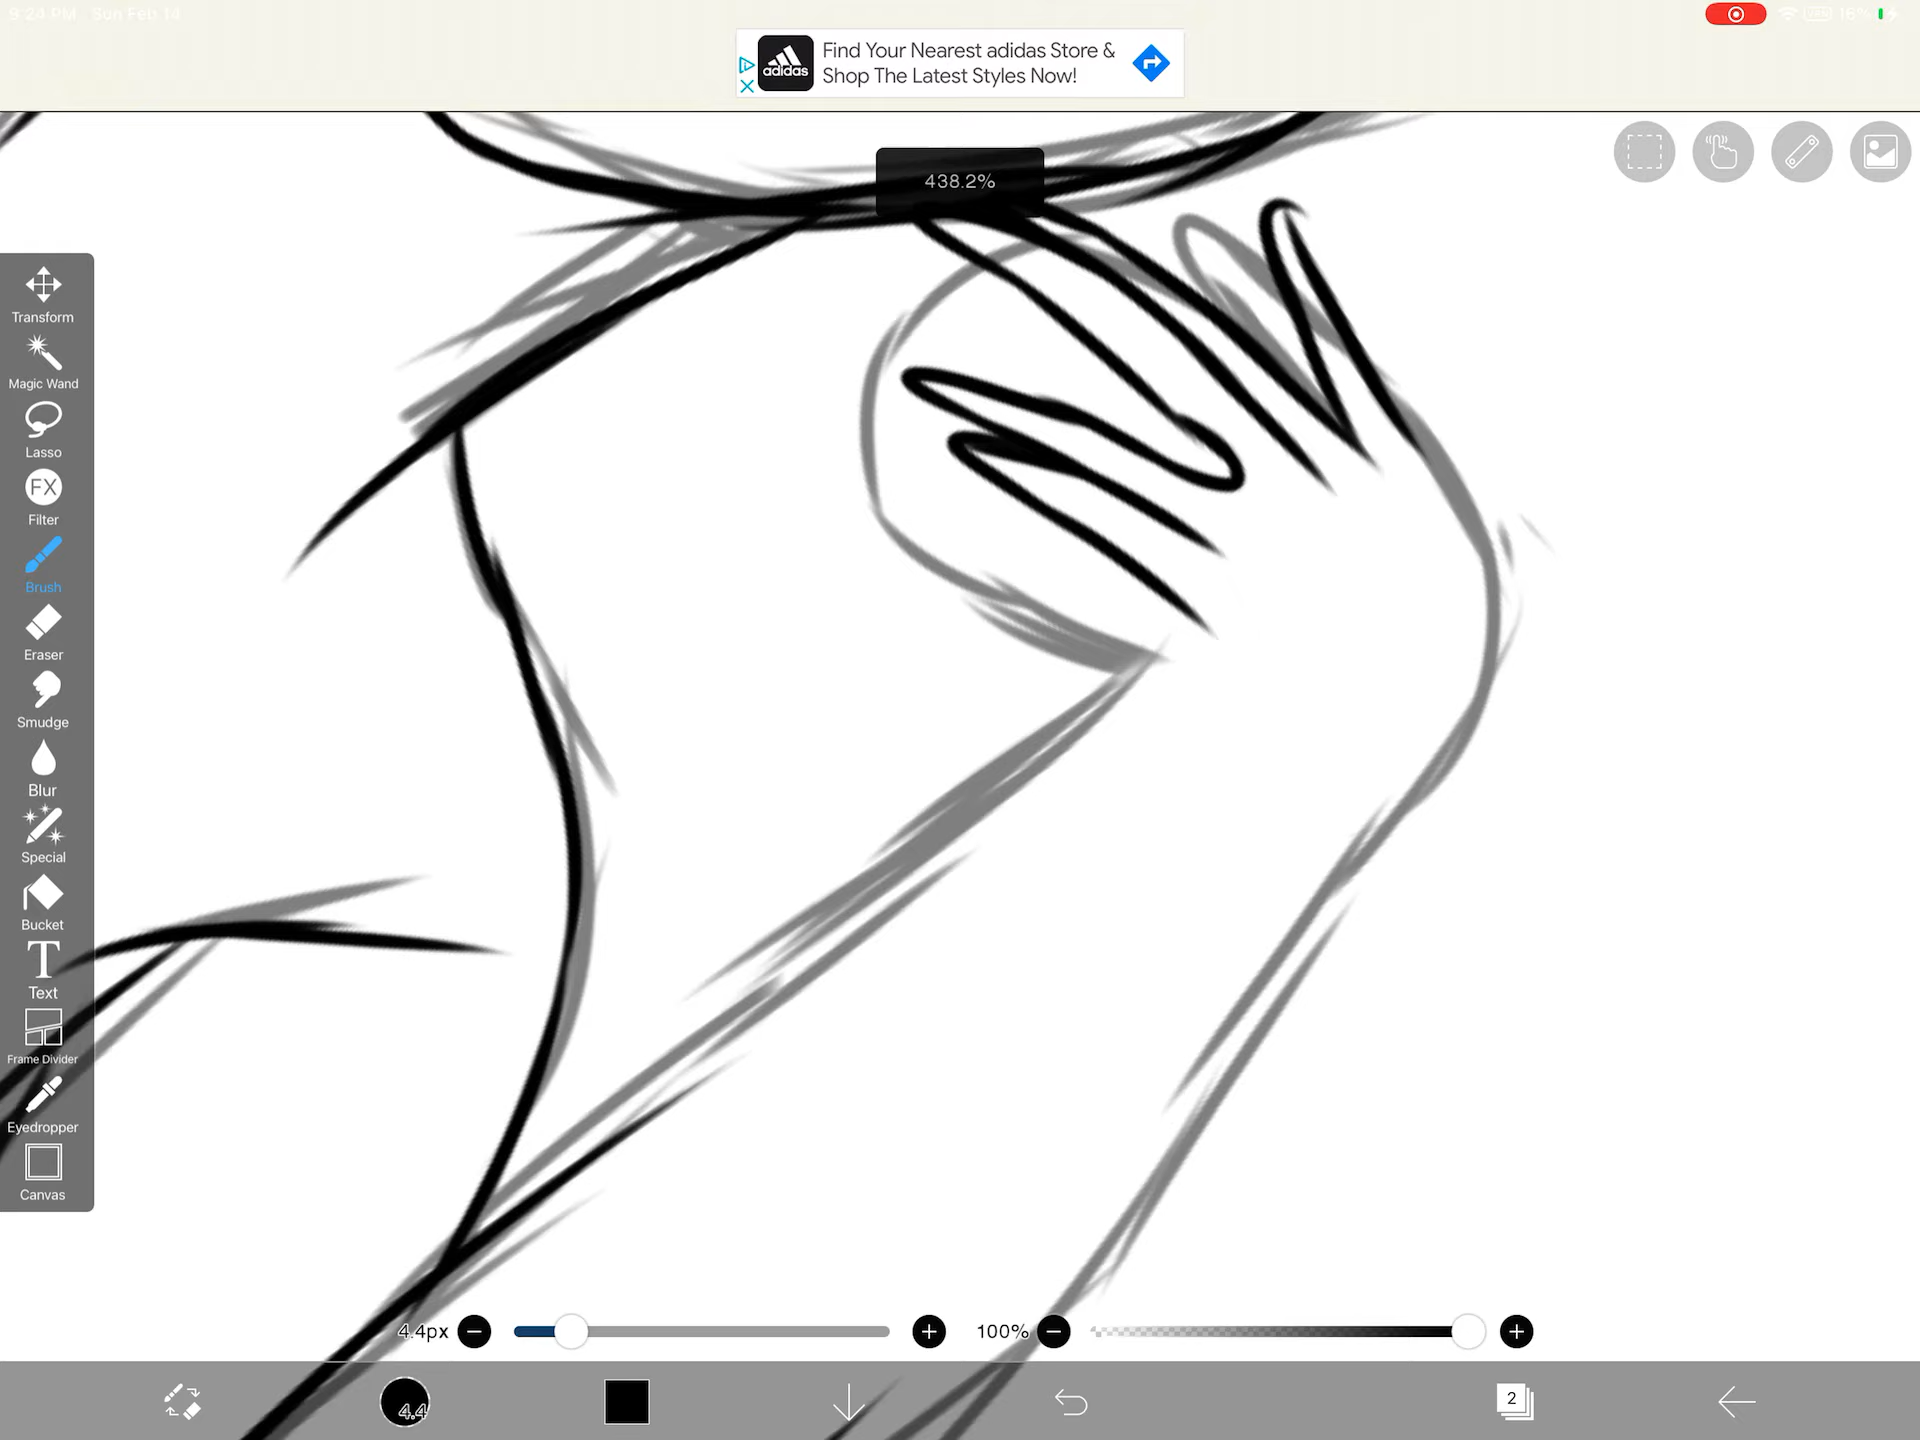 8:24 PM Sun Feb 14
VPN 16%
adidas
Find Your Nearest adidas Store &
Shop The Latest Styles Now!
438.2%
Transform
Magic Wand
Lasso
FX
Filter
Brush
Eraser
Smudge
Blur
Special
Bucket
T
Text
Frame Divider
Eyedropper
Canvas
4.4px
100%
4.4
2